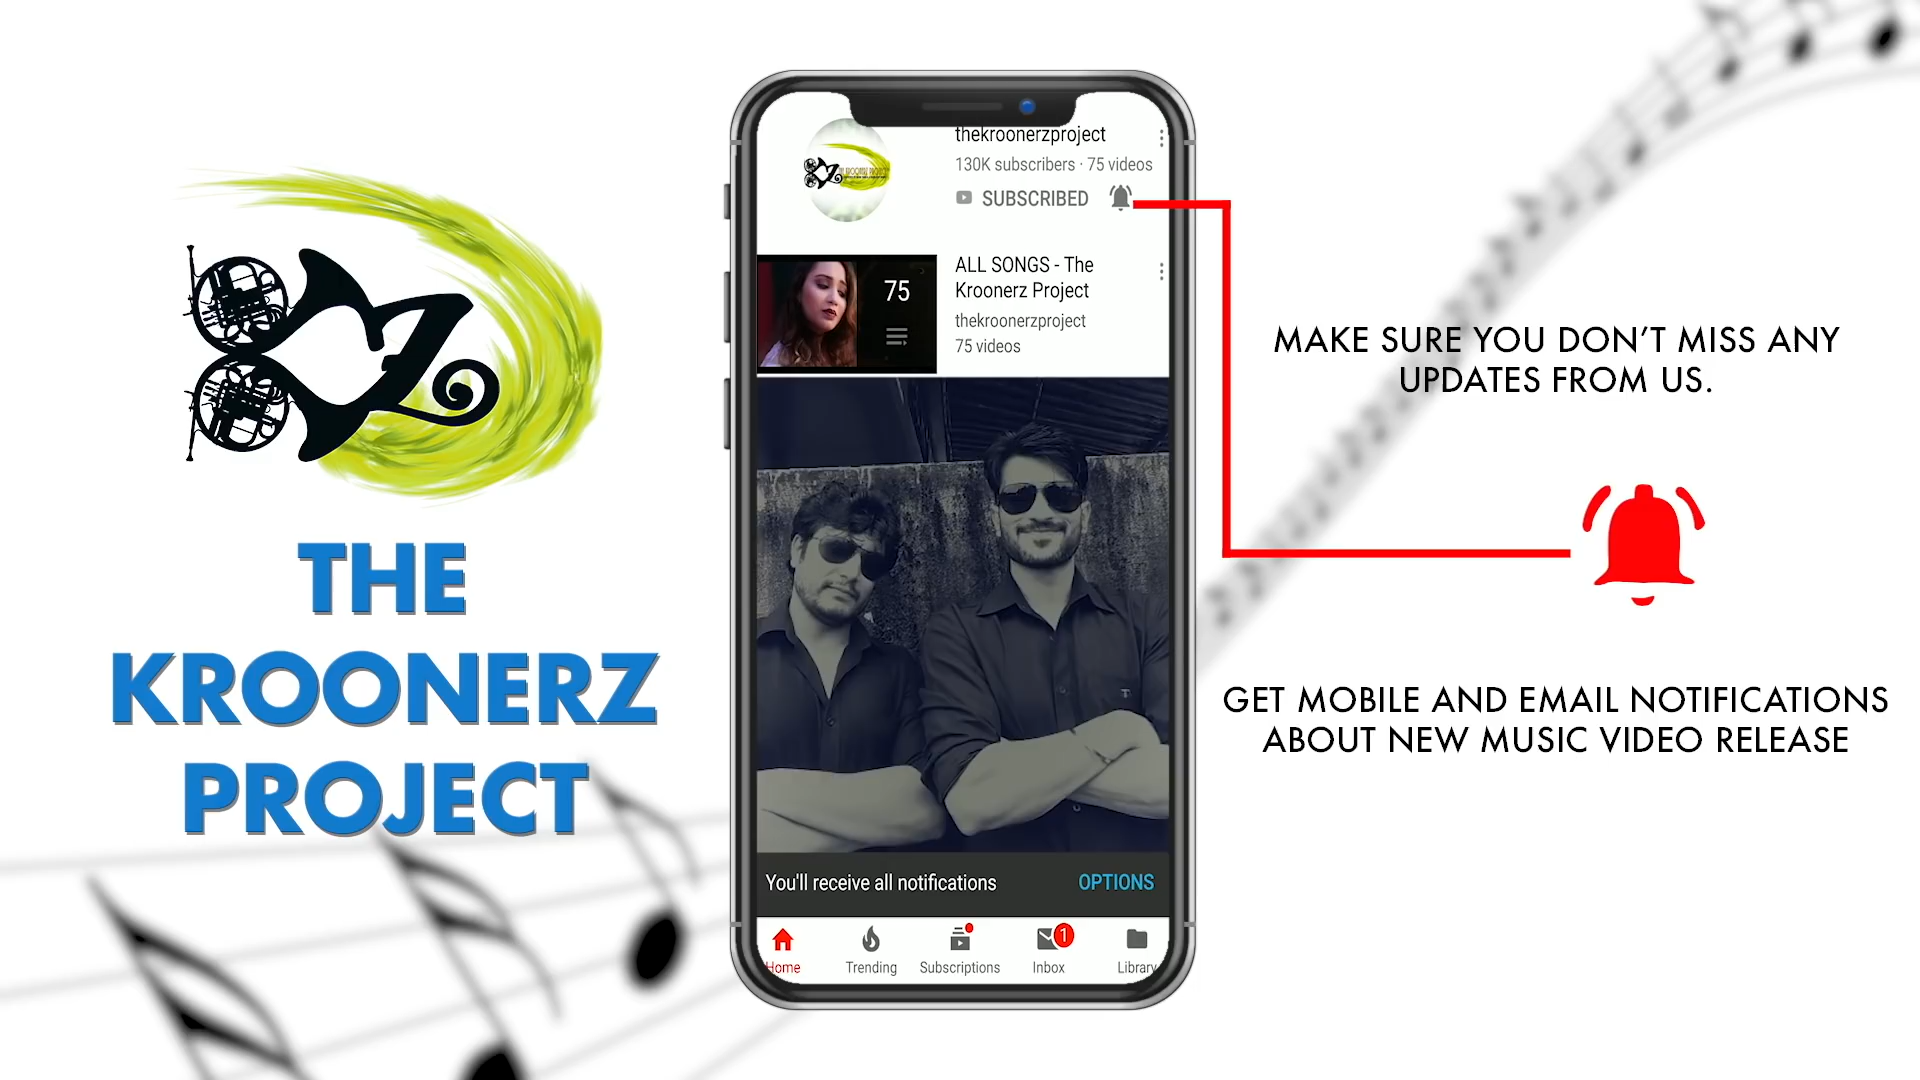 THE
KROONERZ
PROJECT
thekroonerzproject
130K subscribers · 75 videos
SUBSCRIBED
75
ALL SONGS - The
Kroonerz Project
thekroonerzproject
75 videos
You'll receive all notifications
OPTIONS
Home
Trending
Subscriptions
1
Inbox
Library
MAKE SURE YOU DON'T MISS ANY
UPDATES FROM US.
GET MOBILE AND EMAIL NOTIFICATIONS
ABOUT NEW MUSIC VIDEO RELEASE